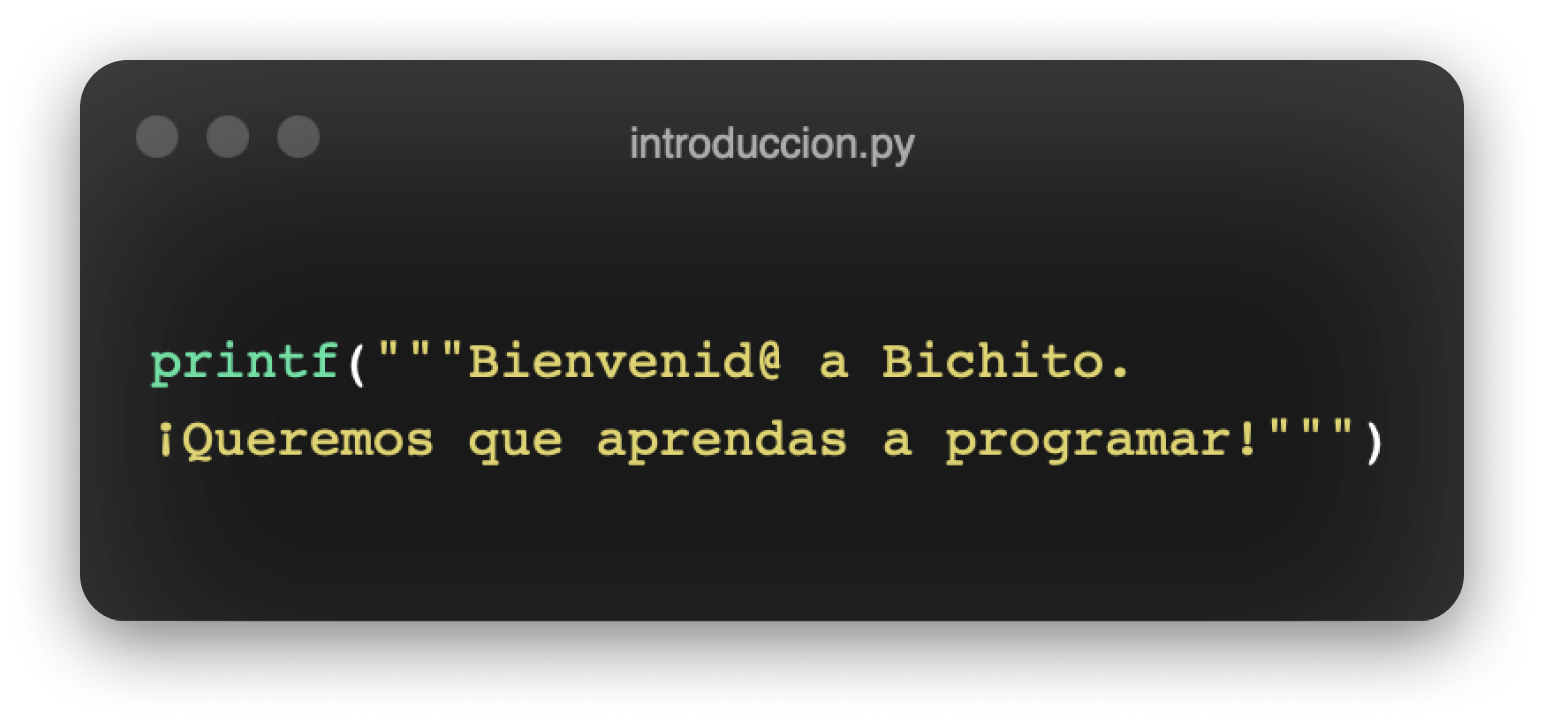 introduccion.py
printf("""Bienvenid@ a Bichito.
¡Queremos que aprendas a programar!""")